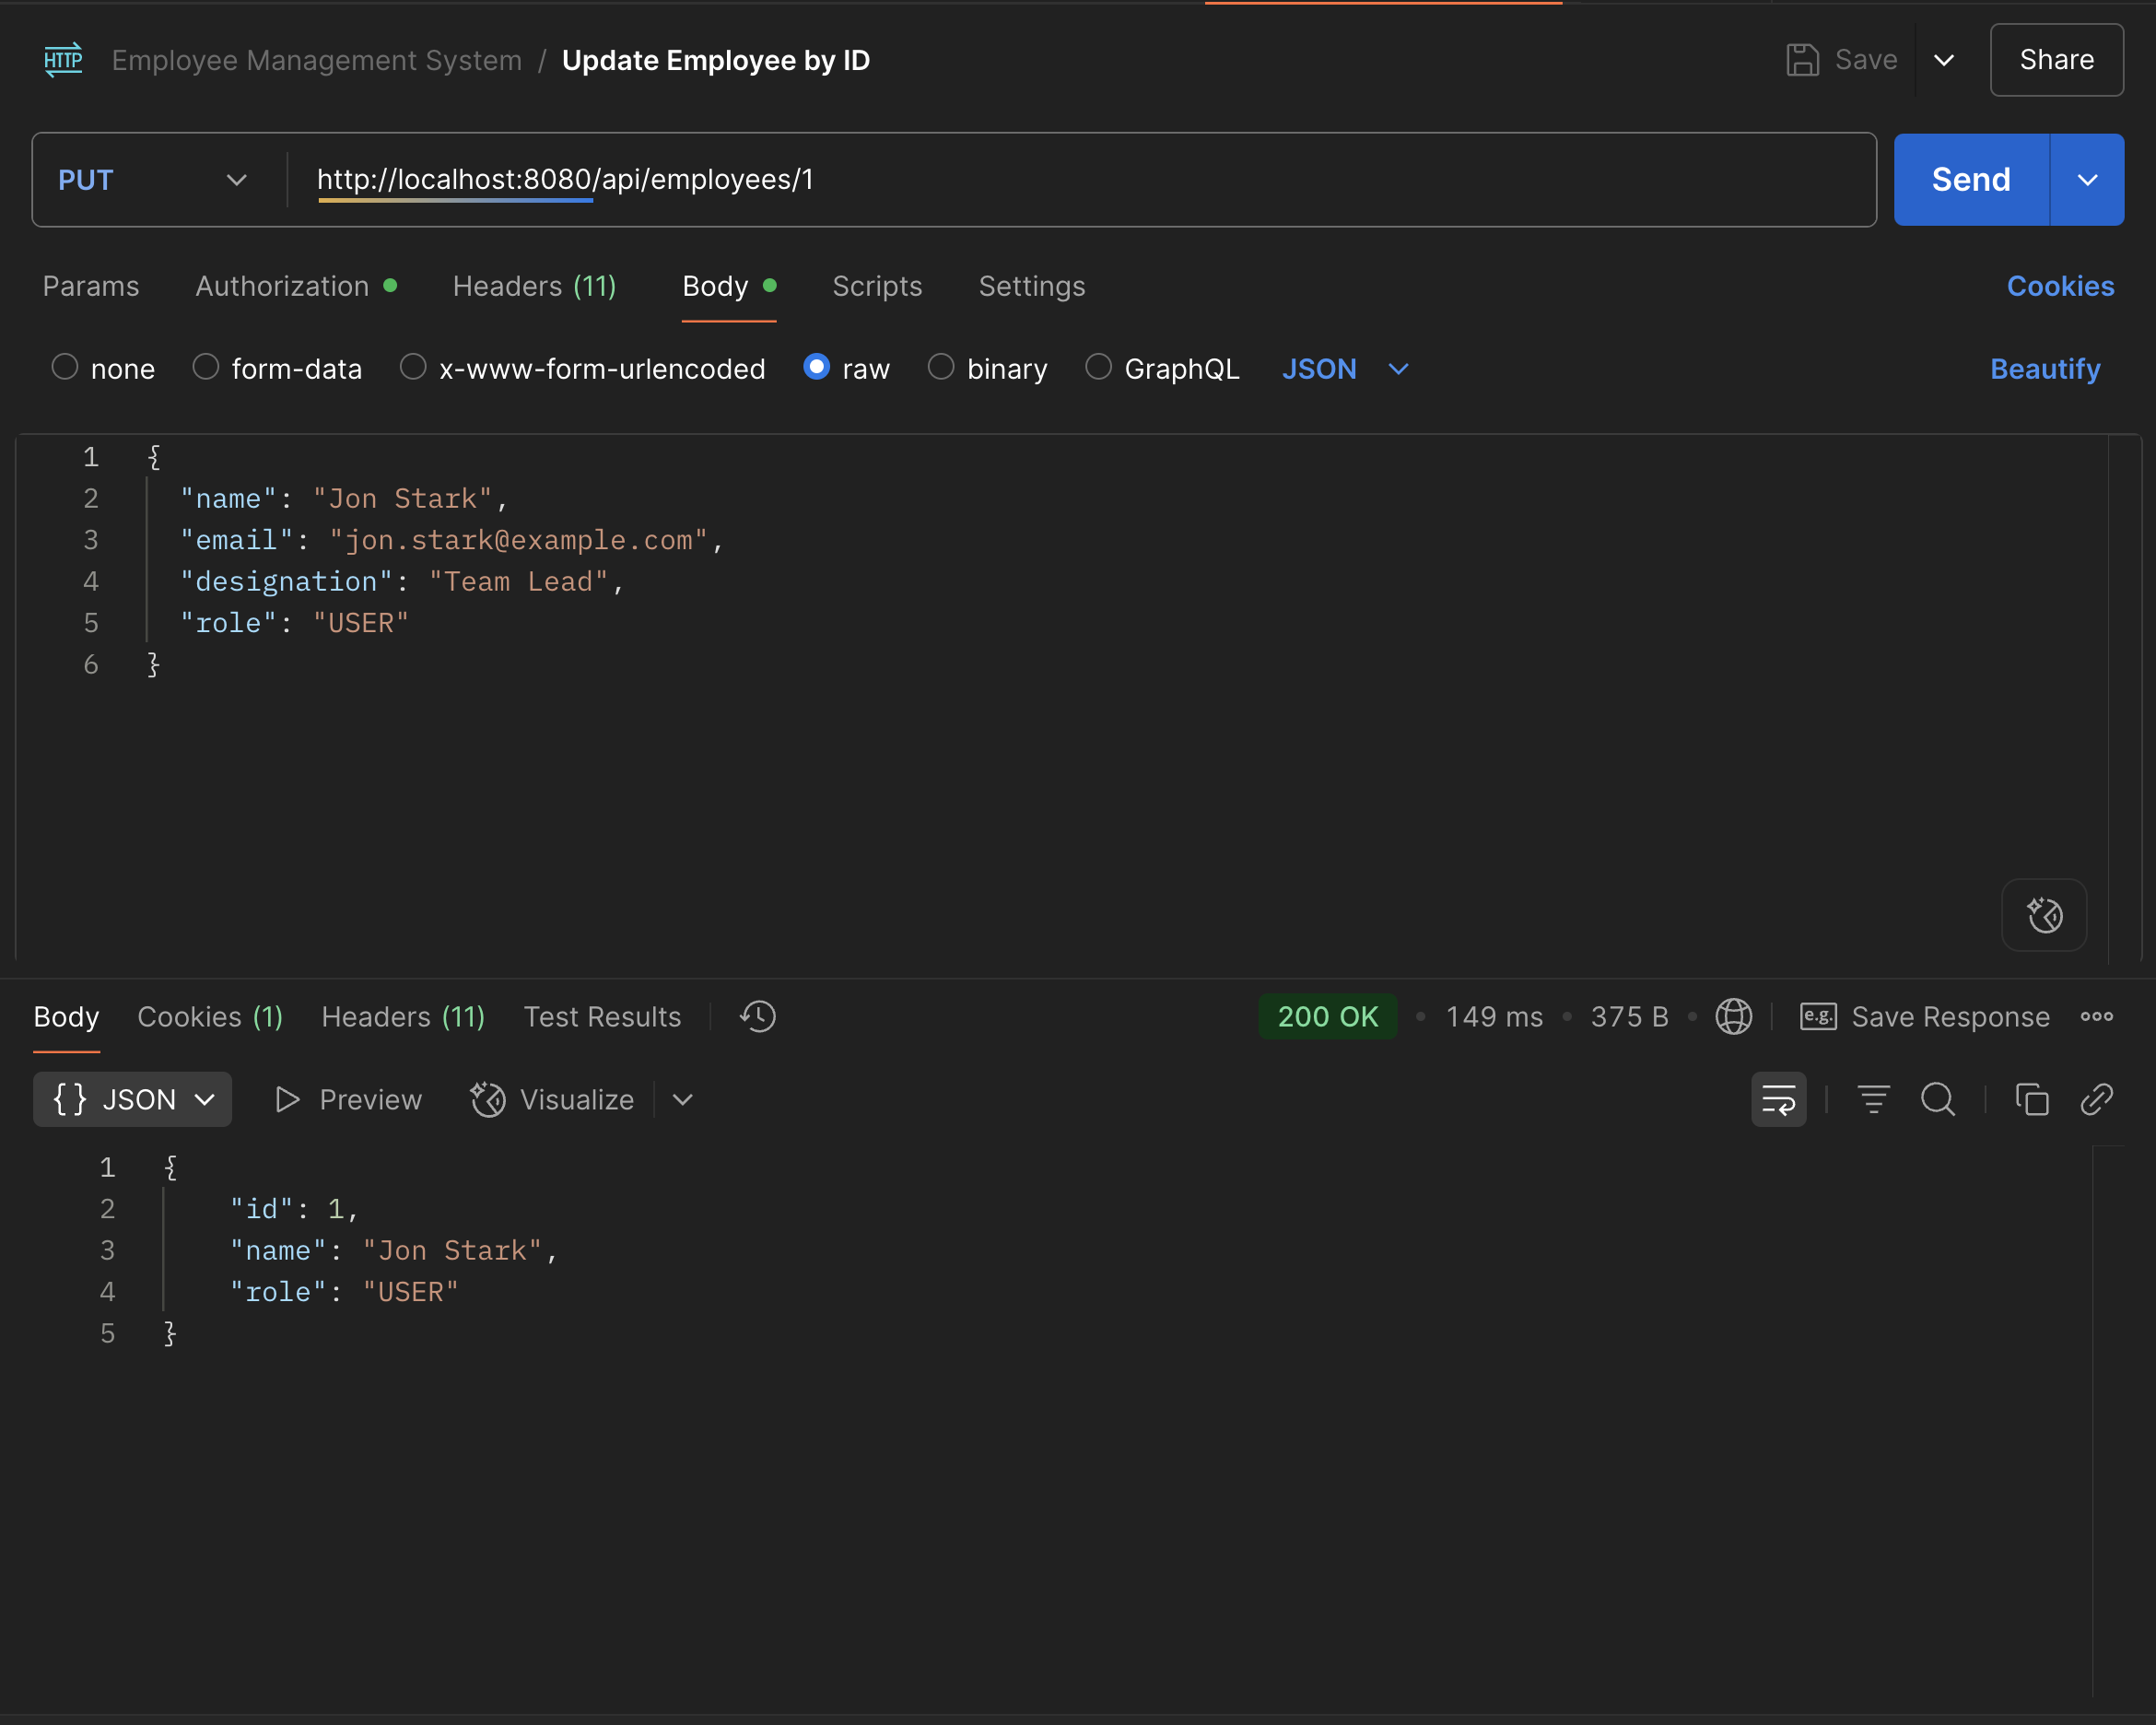 HTTP Employee Management System / Update Employee by ID Save Share
PUT http://localhost:8080/api/employees/1 Send
Params Authorization Headers (11) Body Scripts Settings Cookies
none form-data x-www-form-urlencoded raw binary GraphQL JSON Beautify
1 {
2 "name": "Jon Stark",
3 "email": "jon.stark@example.com",
4 "designation": "Team Lead",
5 "role": "USER"
6 }
Body Cookies (1) Headers (11) Test Results 200 OK • 149 ms • 375 B • e.g. Save Response
{} JSON Preview Visualize
1 {
2 "id": 1,
3 "name": "Jon Stark",
4 "role": "USER"
5 }